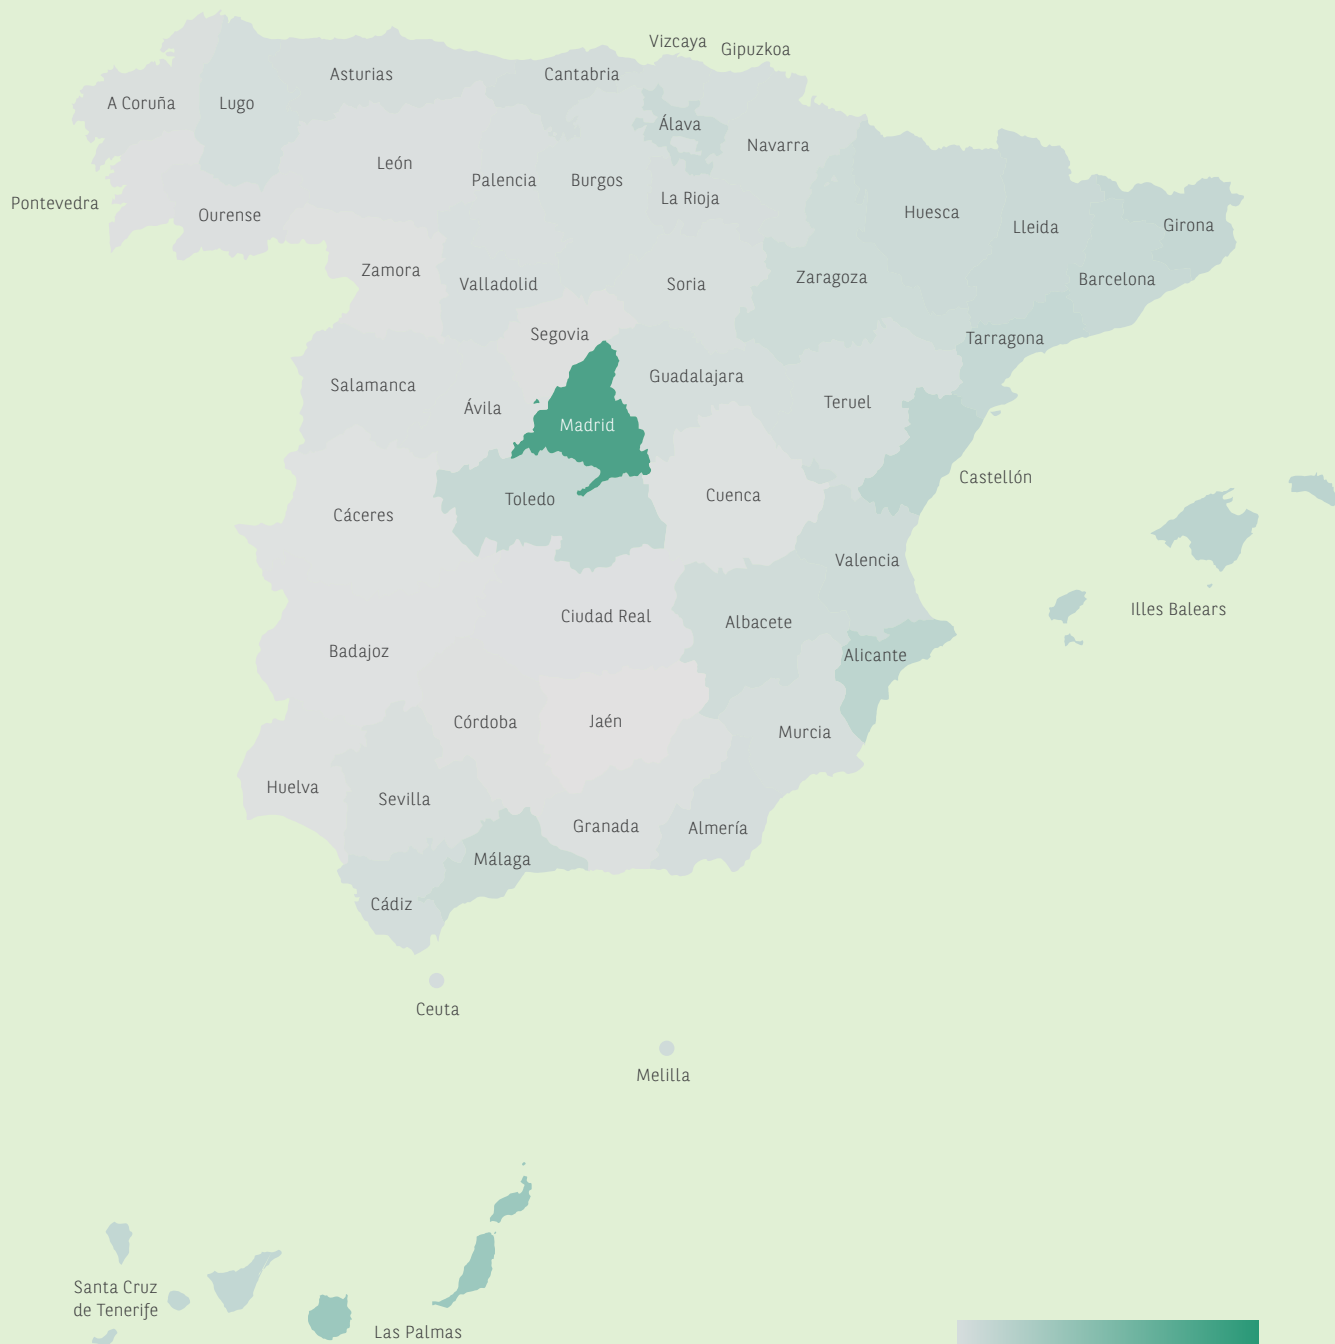 Vizcaya
Gipuzkoa
Asturias
Cantabria
A Coruña
Lugo
Álava
Navarra
León
Palencia
Burgos
La Rioja
Pontevedra
Ourense
Huesca
Lleida
Girona
Zamora
Valladolid
Soria
Zaragoza
Barcelona
Segovia
Tarragona
Salamanca
Ávila
Guadalajara
Madrid
Teruel
Castellón
Toledo
Cuenca
Cáceres
Valencia
Illes Balears
Ciudad Real
Albacete
Badajoz
Alicante
Córdoba
Jaén
Murcia
Huelva
Sevilla
Granada
Almería
Málaga
Cádiz
Ceuta
Melilla
Santa Cruz
de Tenerife
Las Palmas